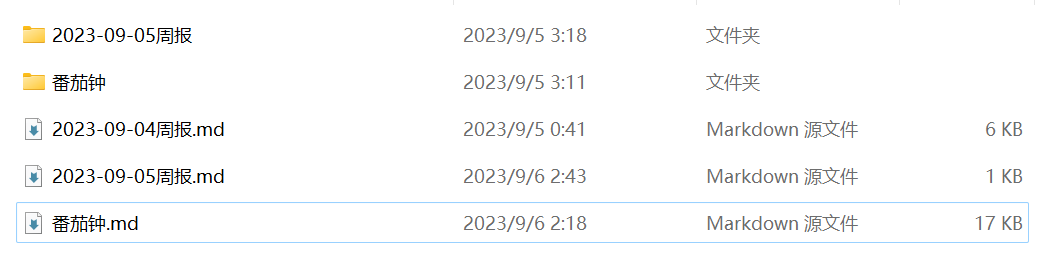 2023-09-05周报 2023/9/5 3:18 文件夹
番茄钟 2023/9/5 3:11 文件夹
2023-09-04周报.md 2023/9/5 0:41 Markdown 源文件 6 KB
2023-09-05周报.md 2023/9/6 2:43 Markdown 源文件 1 KB
番茄钟.md 2023/9/6 2:18 Markdown 源文件 17 KB